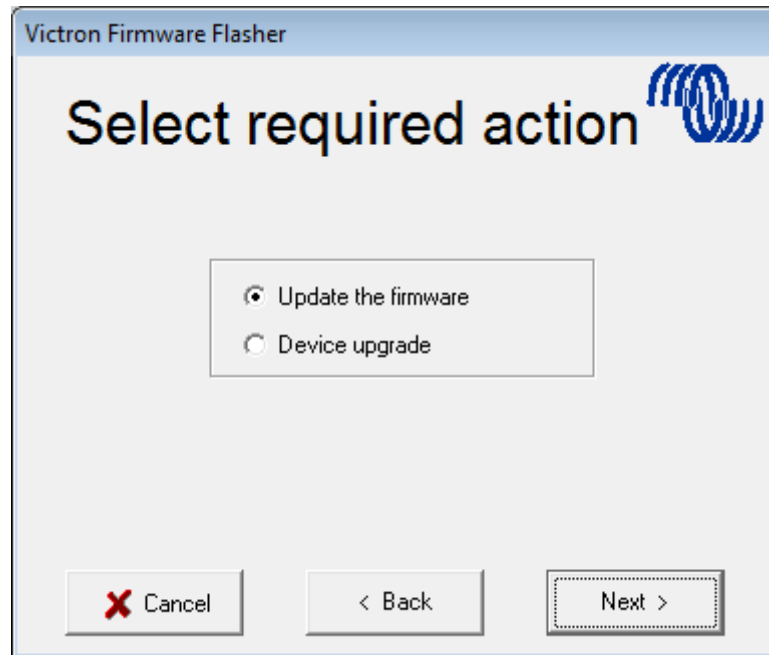 Victron Firmware Flasher
Select required action
Update the firmware
Device upgrade
Cancel
< Back
Next >